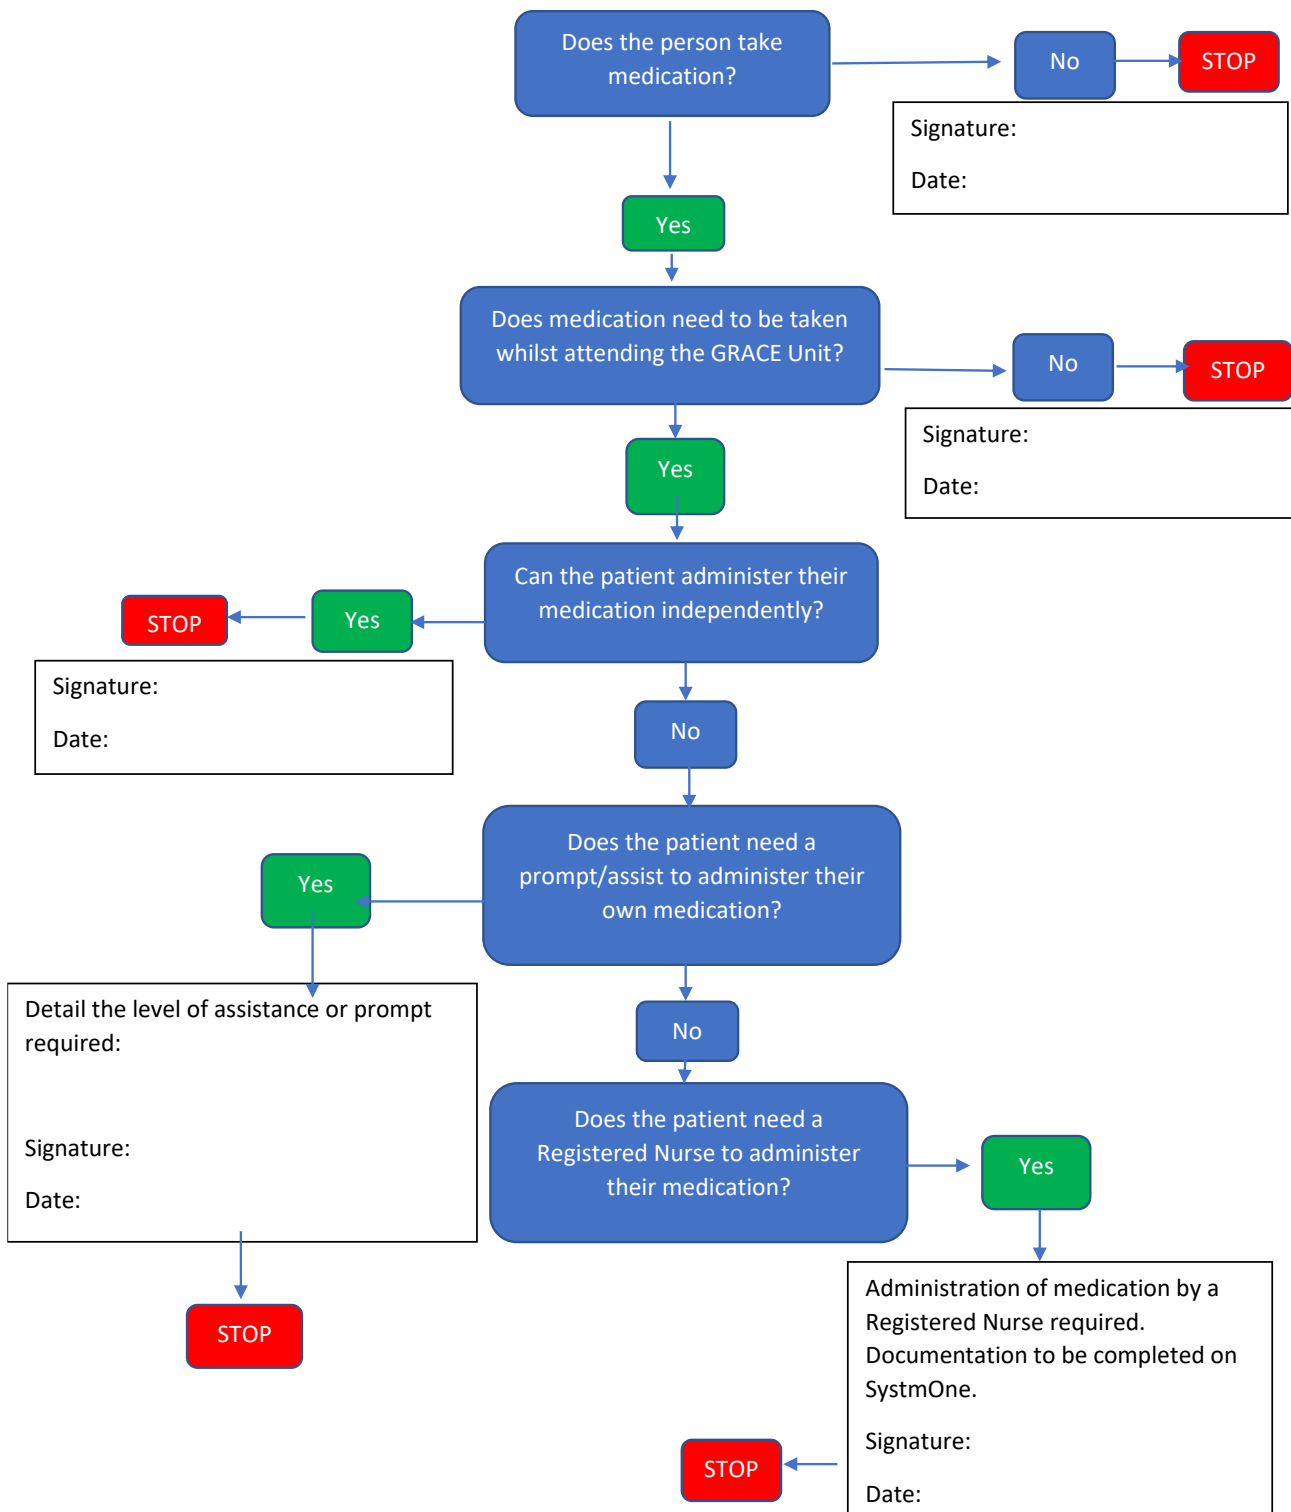 Does the person take
medication?
No
STOP
Signature:
Date:
Yes
Does medication need to be taken
whilst attending the GRACE Unit?
No
STOP
Signature:
Date:
Yes
Can the patient administer their
medication independently?
Yes
STOP
Signature:
Date:
No
Does the patient need a
prompt/assist to administer their
own medication?
Yes
Detail the level of assistance or prompt
required:
Signature:
Date:
STOP
No
Does the patient need a
Registered Nurse to administer
their medication?
Yes
Administration of medication by a
Registered Nurse required.
Documentation to be completed on
SystmOne.
Signature:
Date:
STOP